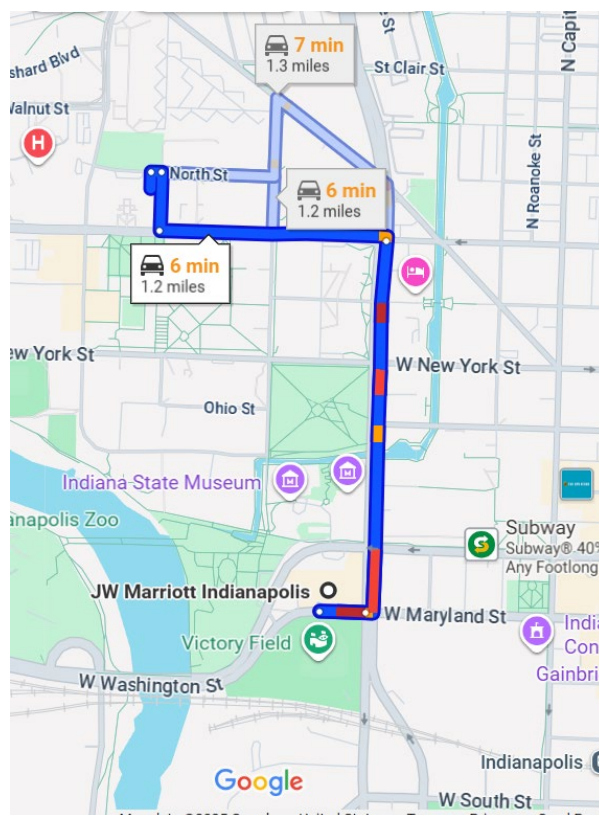 7 min
1.3 miles
shard Blvd
St Clair St
N Capi
Walnut St
H
North St
N Roanoke St
6 min
1.2 miles
6 min
1.2 miles
ew York St
W New York St
Ohio St
Indiana State Museum
anapolis Zoo
Subway
Subway® 40%
Any Footlong
JW Marriott Indianapolis
W Maryland St
Victory Field
India
Con
Gainbri
W Washington St
Indianapolis
Google
W South St